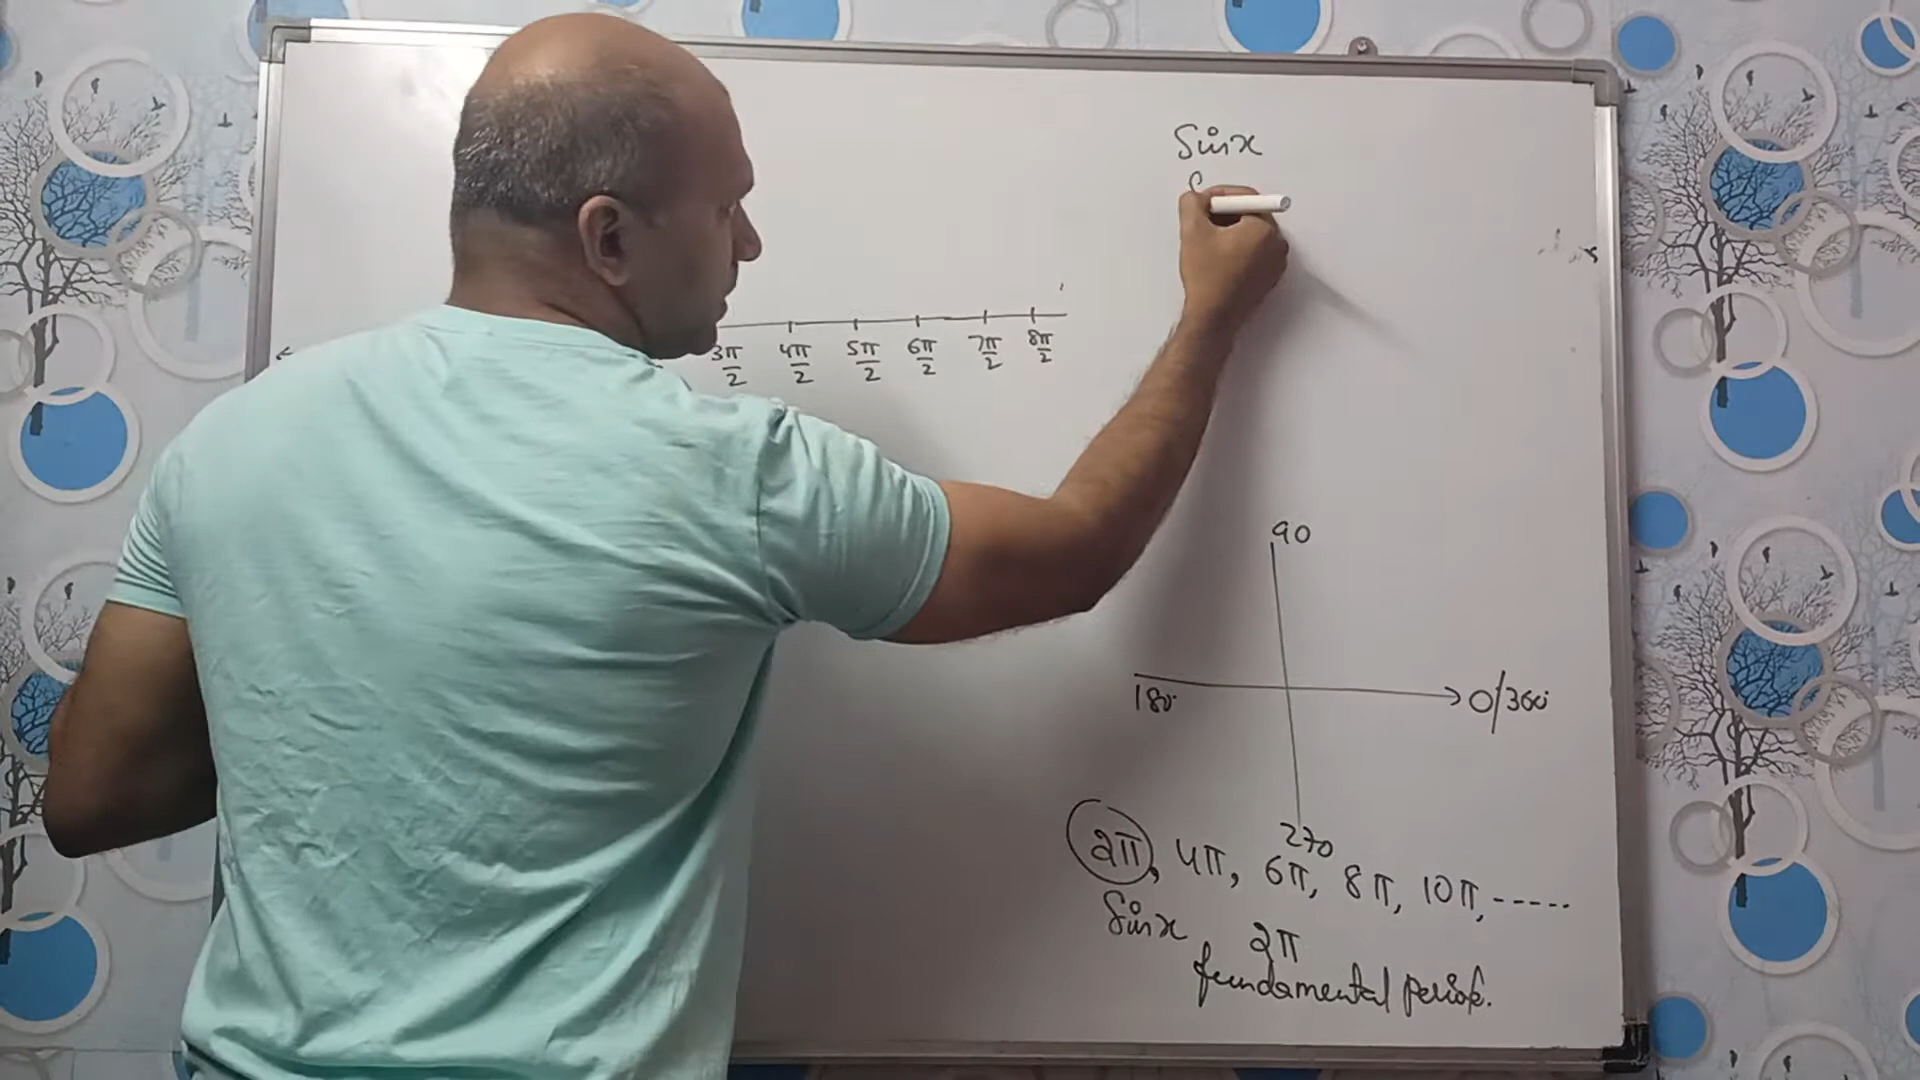 Sinx
3π/2 4π/2 5π/2 6π/2 7π/2 8π/2
90
180° 0/360°
270
2π, 4π, 6π, 8π, 10π, -----
Sinx, 2π
fundamental period.